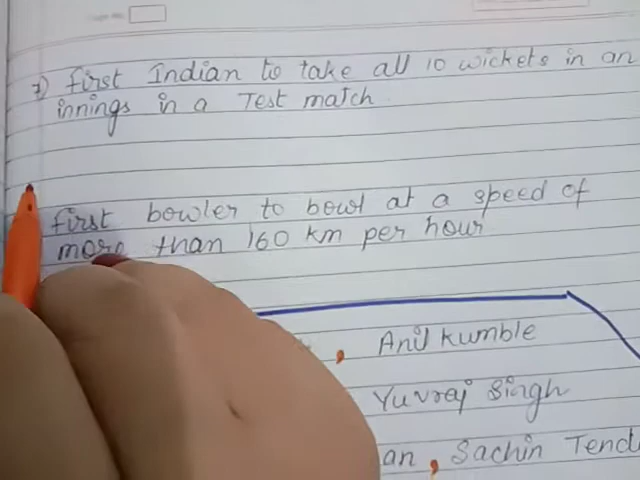 7) first Indian to take all 10 wickets in an
innings in a Test match
first bowler to bowl at a speed of
more than 160 km per hour
, Anil Kumble
Yuvraj Singh
an, Sachin Tend